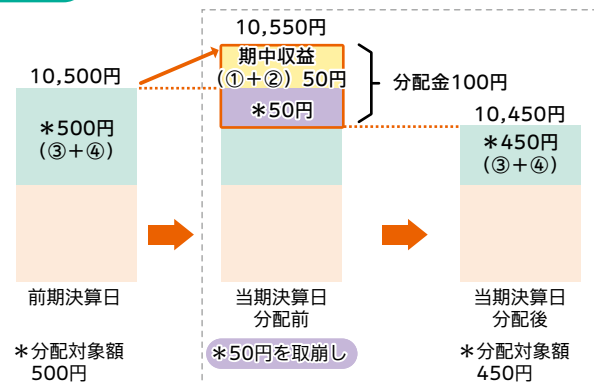 10,550円
期中収益
(①+②) 50円
*50円
分配金100円
10,500円
*500円
(③+④)
10,450円
*450円
(③+④)
前期決算日
当期決算日
分配前
当期決算日
分配後
*分配対象額
500円
*50円を取崩し
*分配対象額
450円